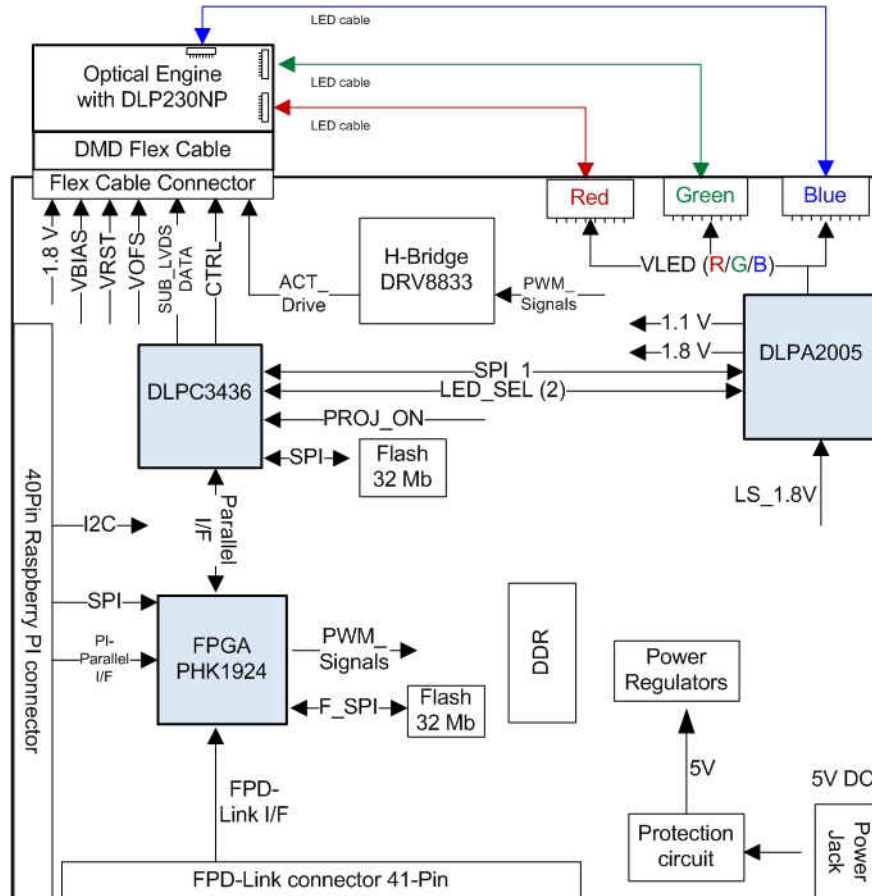 LED cable
Optical Engine
with DLP230NP
LED cable
LED cable
DMD Flex Cable
Flex Cable Connector
Red
Green
Blue
1.8 V
VBIAS
VRST
VOFS
SUB_LVDS
DATA
CTRL
ACT_
Drive
H-Bridge
DRV8833
PWM_
Signals
VLED (R/G/B)
1.1 V
1.8 V
DLPA2005
DLPC3436
SPI_1
LED_SEL (2)
PROJ_ON
SPI
Flash
32 Mb
LS_1.8V
40Pin Raspberry PI connector
I2C
Parallel
I/F
SPI
PI-
Parallel
I/F
FPGA
PHK1924
PWM_
Signals
F_SPI
Flash
32 Mb
DDR
Power
Regulators
5V
5V DC
FPD-
Link I/F
Protection
circuit
Power
Jack
FPD-Link connector 41-Pin